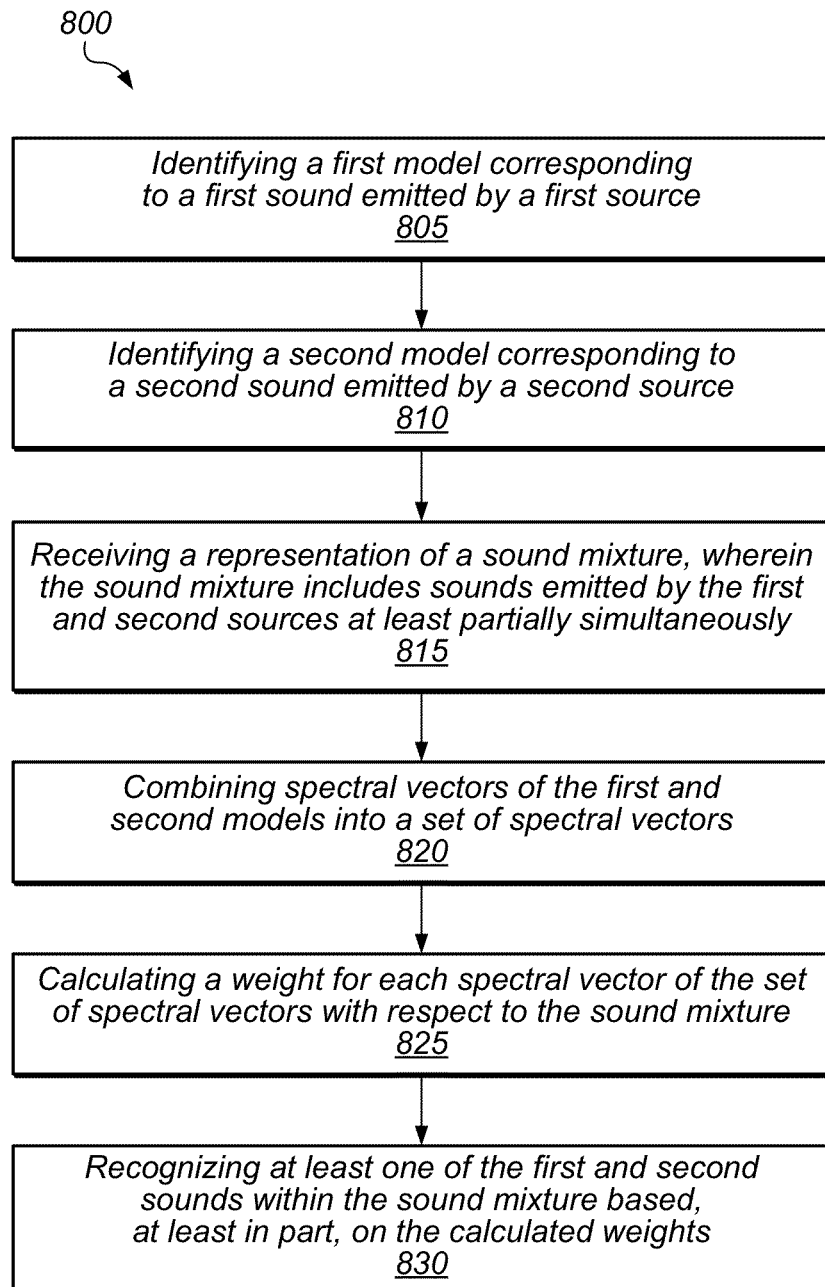 800
Identifying a first model corresponding
to a first sound emitted by a first source
805
Identifying a second model corresponding to
a second sound emitted by a second source
810
Receiving a representation of a sound mixture, wherein
the sound mixture includes sounds emitted by the first
and second sources at least partially simultaneously
815
Combining spectral vectors of the first and
second models into a set of spectral vectors
820
Calculating a weight for each spectral vector of the set
of spectral vectors with respect to the sound mixture
825
Recognizing at least one of the first and second
sounds within the sound mixture based,
at least in part, on the calculated weights
830